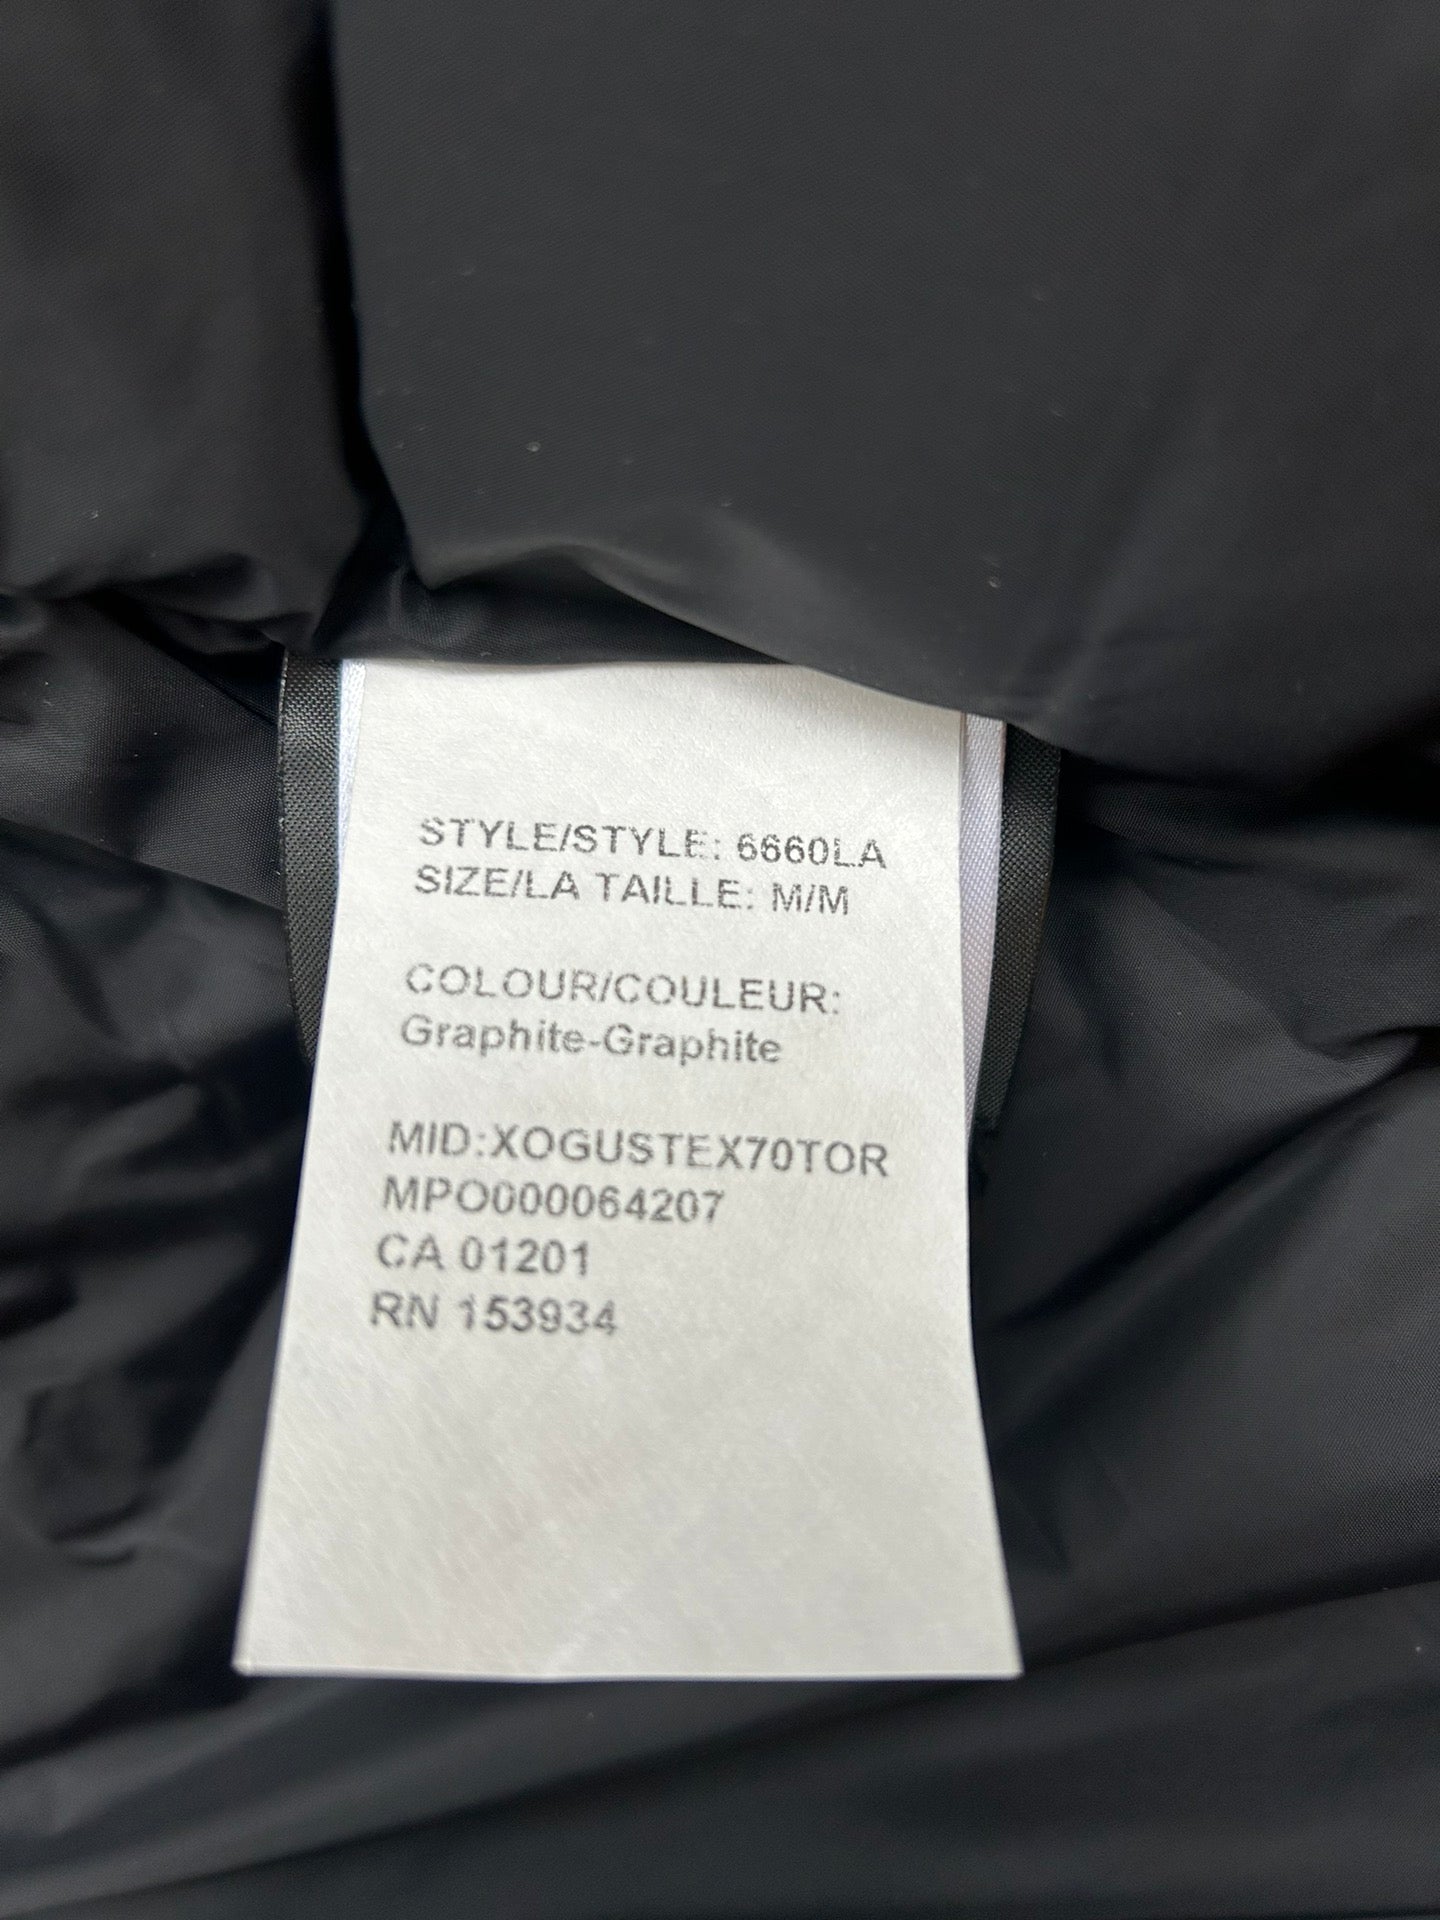 STYLE/STYLE: 6660LA
SIZE/LA TAILLE: M/M
COLOUR/COULEUR:
Graphite-Graphite
MID:XOGUSTEX70TOR
MPO000064207
CA 01201
RN 153934